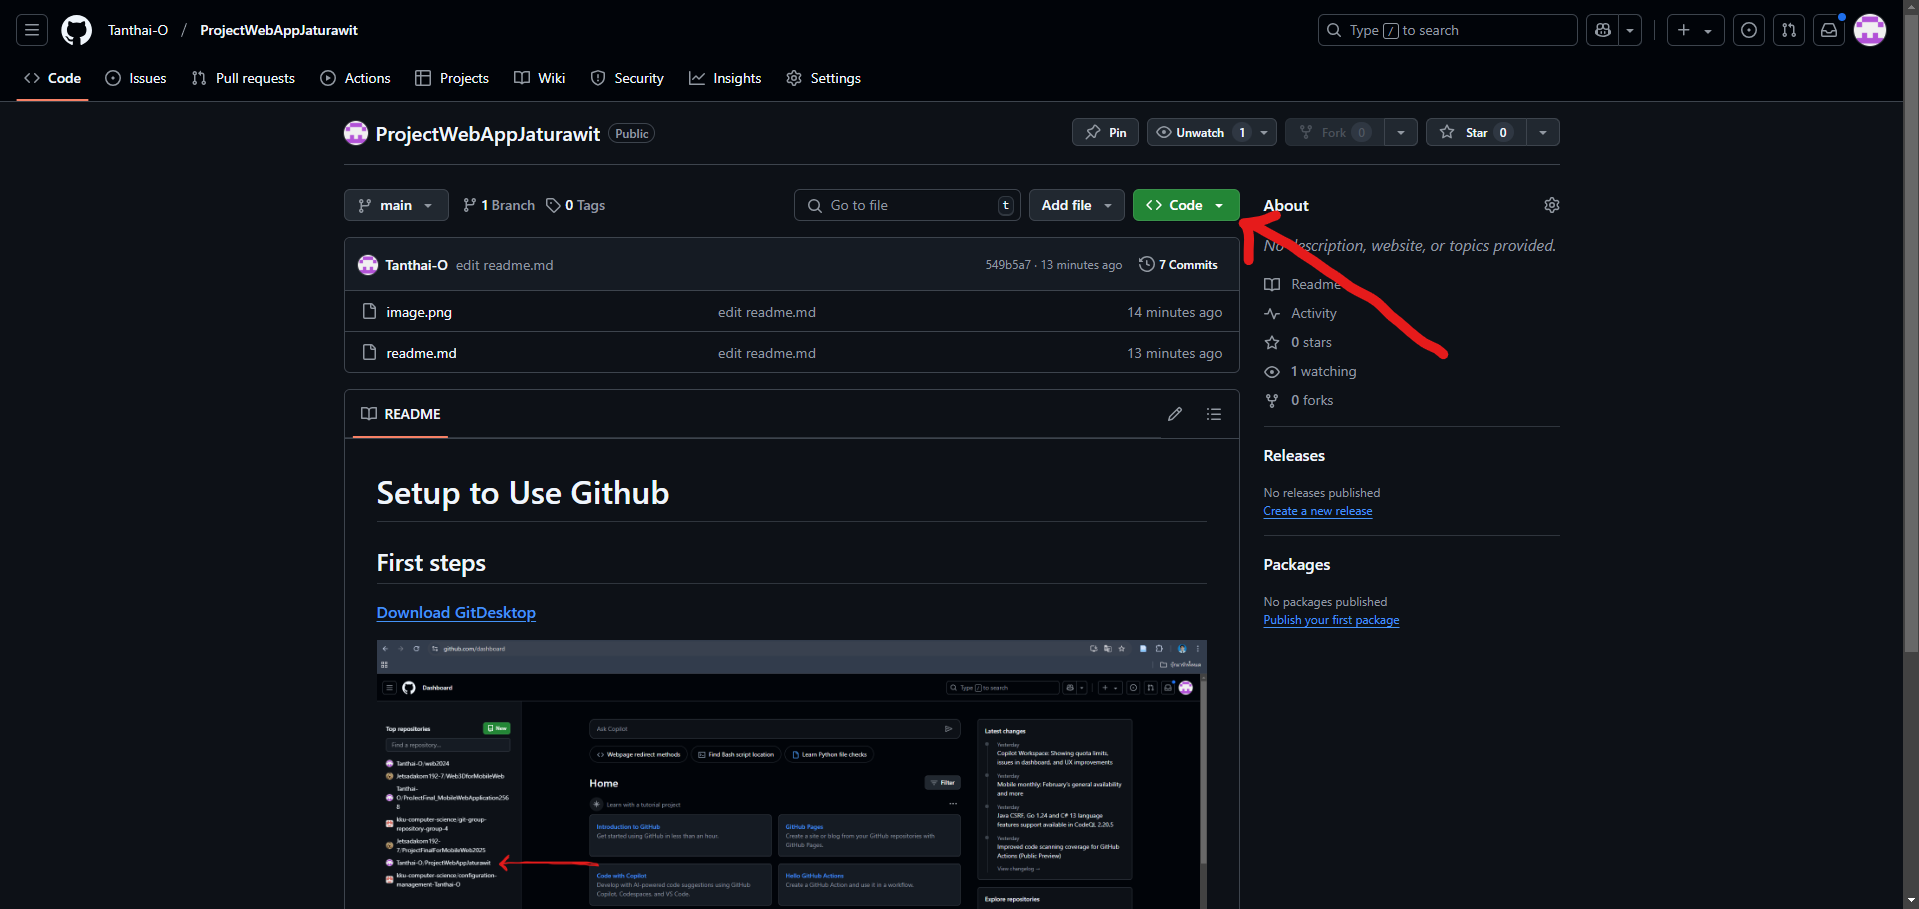 Tanthai-O / ProjectWebAppJaturawit
Type / to search
Code Issues Pull requests Actions Projects Wiki Security Insights Settings
ProjectWebAppJaturawit Public
Pin Unwatch 1 Fork 0 Star 0
main 1 Branch 0 Tags
Go to file t Add file Code
Tanthai-O edit readme.md 549b5a7 · 13 minutes ago 7 Commits
image.png edit readme.md 14 minutes ago
readme.md edit readme.md 13 minutes ago
README
Setup to Use Github
First steps
Download GitDesktop
github.com/dashboard
Dashboard
Type / to search
Top repositories New
Find a repository...
Tanthai-O/web2024
Jetsadakorn192-7/Web3DforMobileWeb
Tanthai-
O/ProjectFinal_MobileWebApplication256
8
kku-computer-science/git-group-
repository-group-4
Jetsadakorn192-
7/ProjectFinalForMobileWeb2025
Tanthai-O/ProjectWebAppJaturawit
kku-computer-science/configuration-
management-Tanthai-O
Ask Copilot
Webpage redirect methods Find Bash script location Learn Python file checks
Home Filter
Learn with a tutorial project
Introduction to GitHub
Get started using GitHub in less than an hour.
GitHub Pages
Create a site or blog from your GitHub repositories with
GitHub Pages.
Code with Copilot
Develop with AI-powered code suggestions using GitHub
Copilot, Codespaces, and VS Code.
Hello GitHub Actions
Create a GitHub Action and use it in a workflow.
Latest changes
Yesterday
Copilot Workspace: Showing quota limits,
issues in dashboard, and UX improvements
Yesterday
Mobile monthly: February's general availability
and more
Yesterday
Java CSRF, Go 1.24 and C# 13 language
features support available in CodeQL 2.20.5
Yesterday
Improved code scanning coverage for GitHub
Actions (Public Preview)
View changelog →
Explore repositories
About
No description, website, or topics provided.
Readme
Activity
0 stars
1 watching
0 forks
Releases
No releases published
Create a new release
Packages
No packages published
Publish your first package